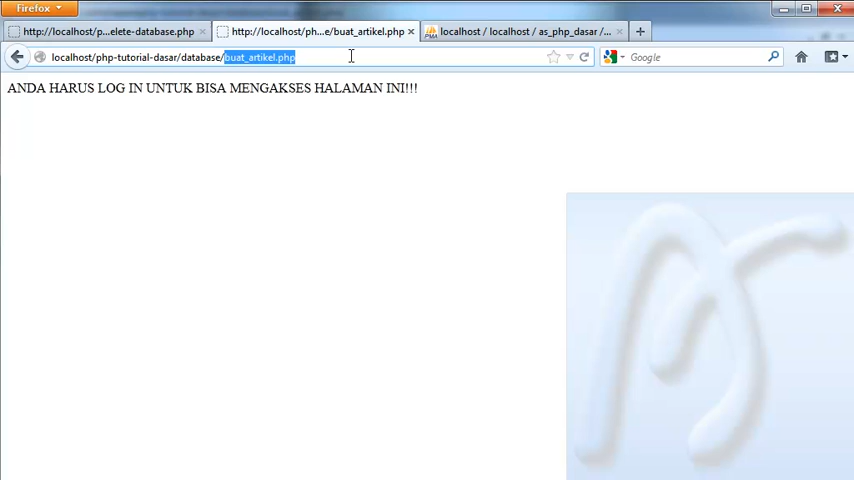 Firefox
http://localhost/p...elete-database.php
http://localhost/ph...e/buat_artikel.php
localhost / localhost / as_php_dasar /...
localhost/php-tutorial-dasar/database/buat_artikel.php
Google
ANDA HARUS LOG IN UNTUK BISA MENGAKSES HALAMAN INI!!!